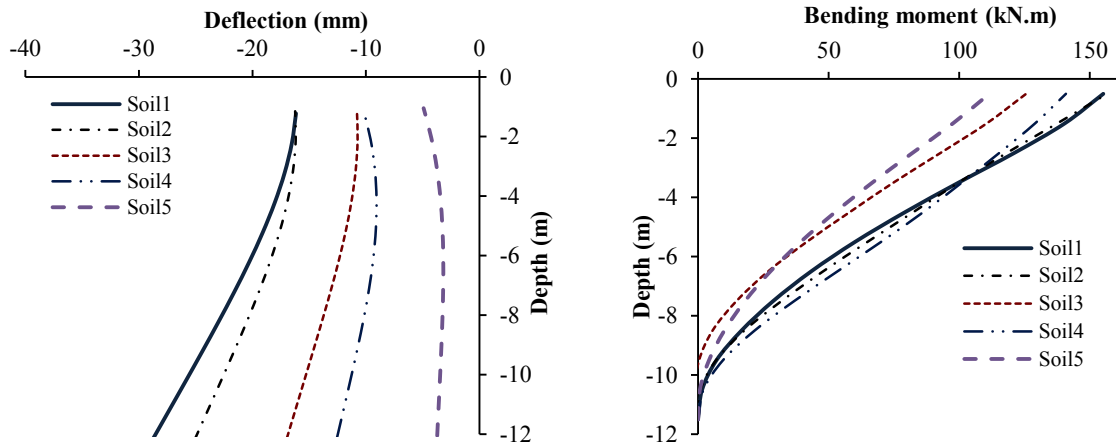 Deflection (mm)
-40 -30 -20 -10 0
0
-2
-4
-6
-8
-10
-12
Depth (m)
Soil1
Soil2
Soil3
Soil4
Soil5
Bending moment (kN.m)
0 50 100 150
0
-2
-4
-6
-8
-10
-12
Depth (m)
Soil1
Soil2
Soil3
Soil4
Soil5